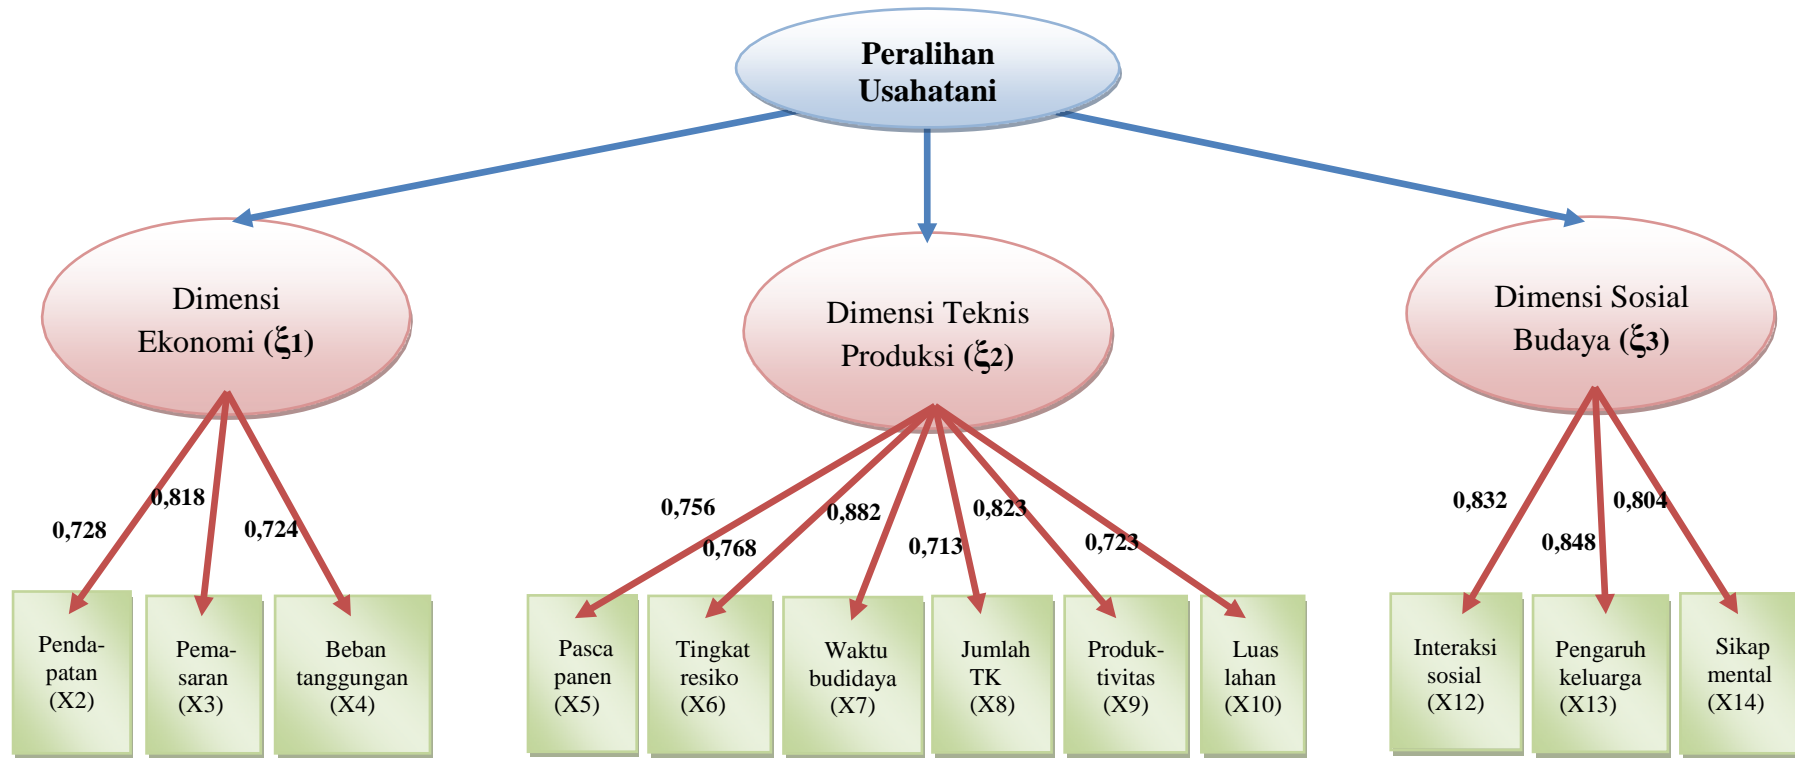 Peralihan
Usahatani
Dimensi
Ekonomi (ξ1)
Dimensi Teknis
Produksi (ξ2)
Dimensi Sosial
Budaya (ξ3)
0,728
0,818
0,724
0,756
0,768
0,882
0,713
0,823
0,723
0,832
0,848
0,804
Penda-
patan
(X2)
Pema-
saran
(X3)
Beban
tanggungan
(X4)
Pasca
panen
(X5)
Tingkat
resiko
(X6)
Waktu
budidaya
(X7)
Jumlah
TK
(X8)
Produk-
tivitas
(X9)
Luas
lahan
(X10)
Interaksi
sosial
(X12)
Pengaruh
keluarga
(X13)
Sikap
mental
(X14)